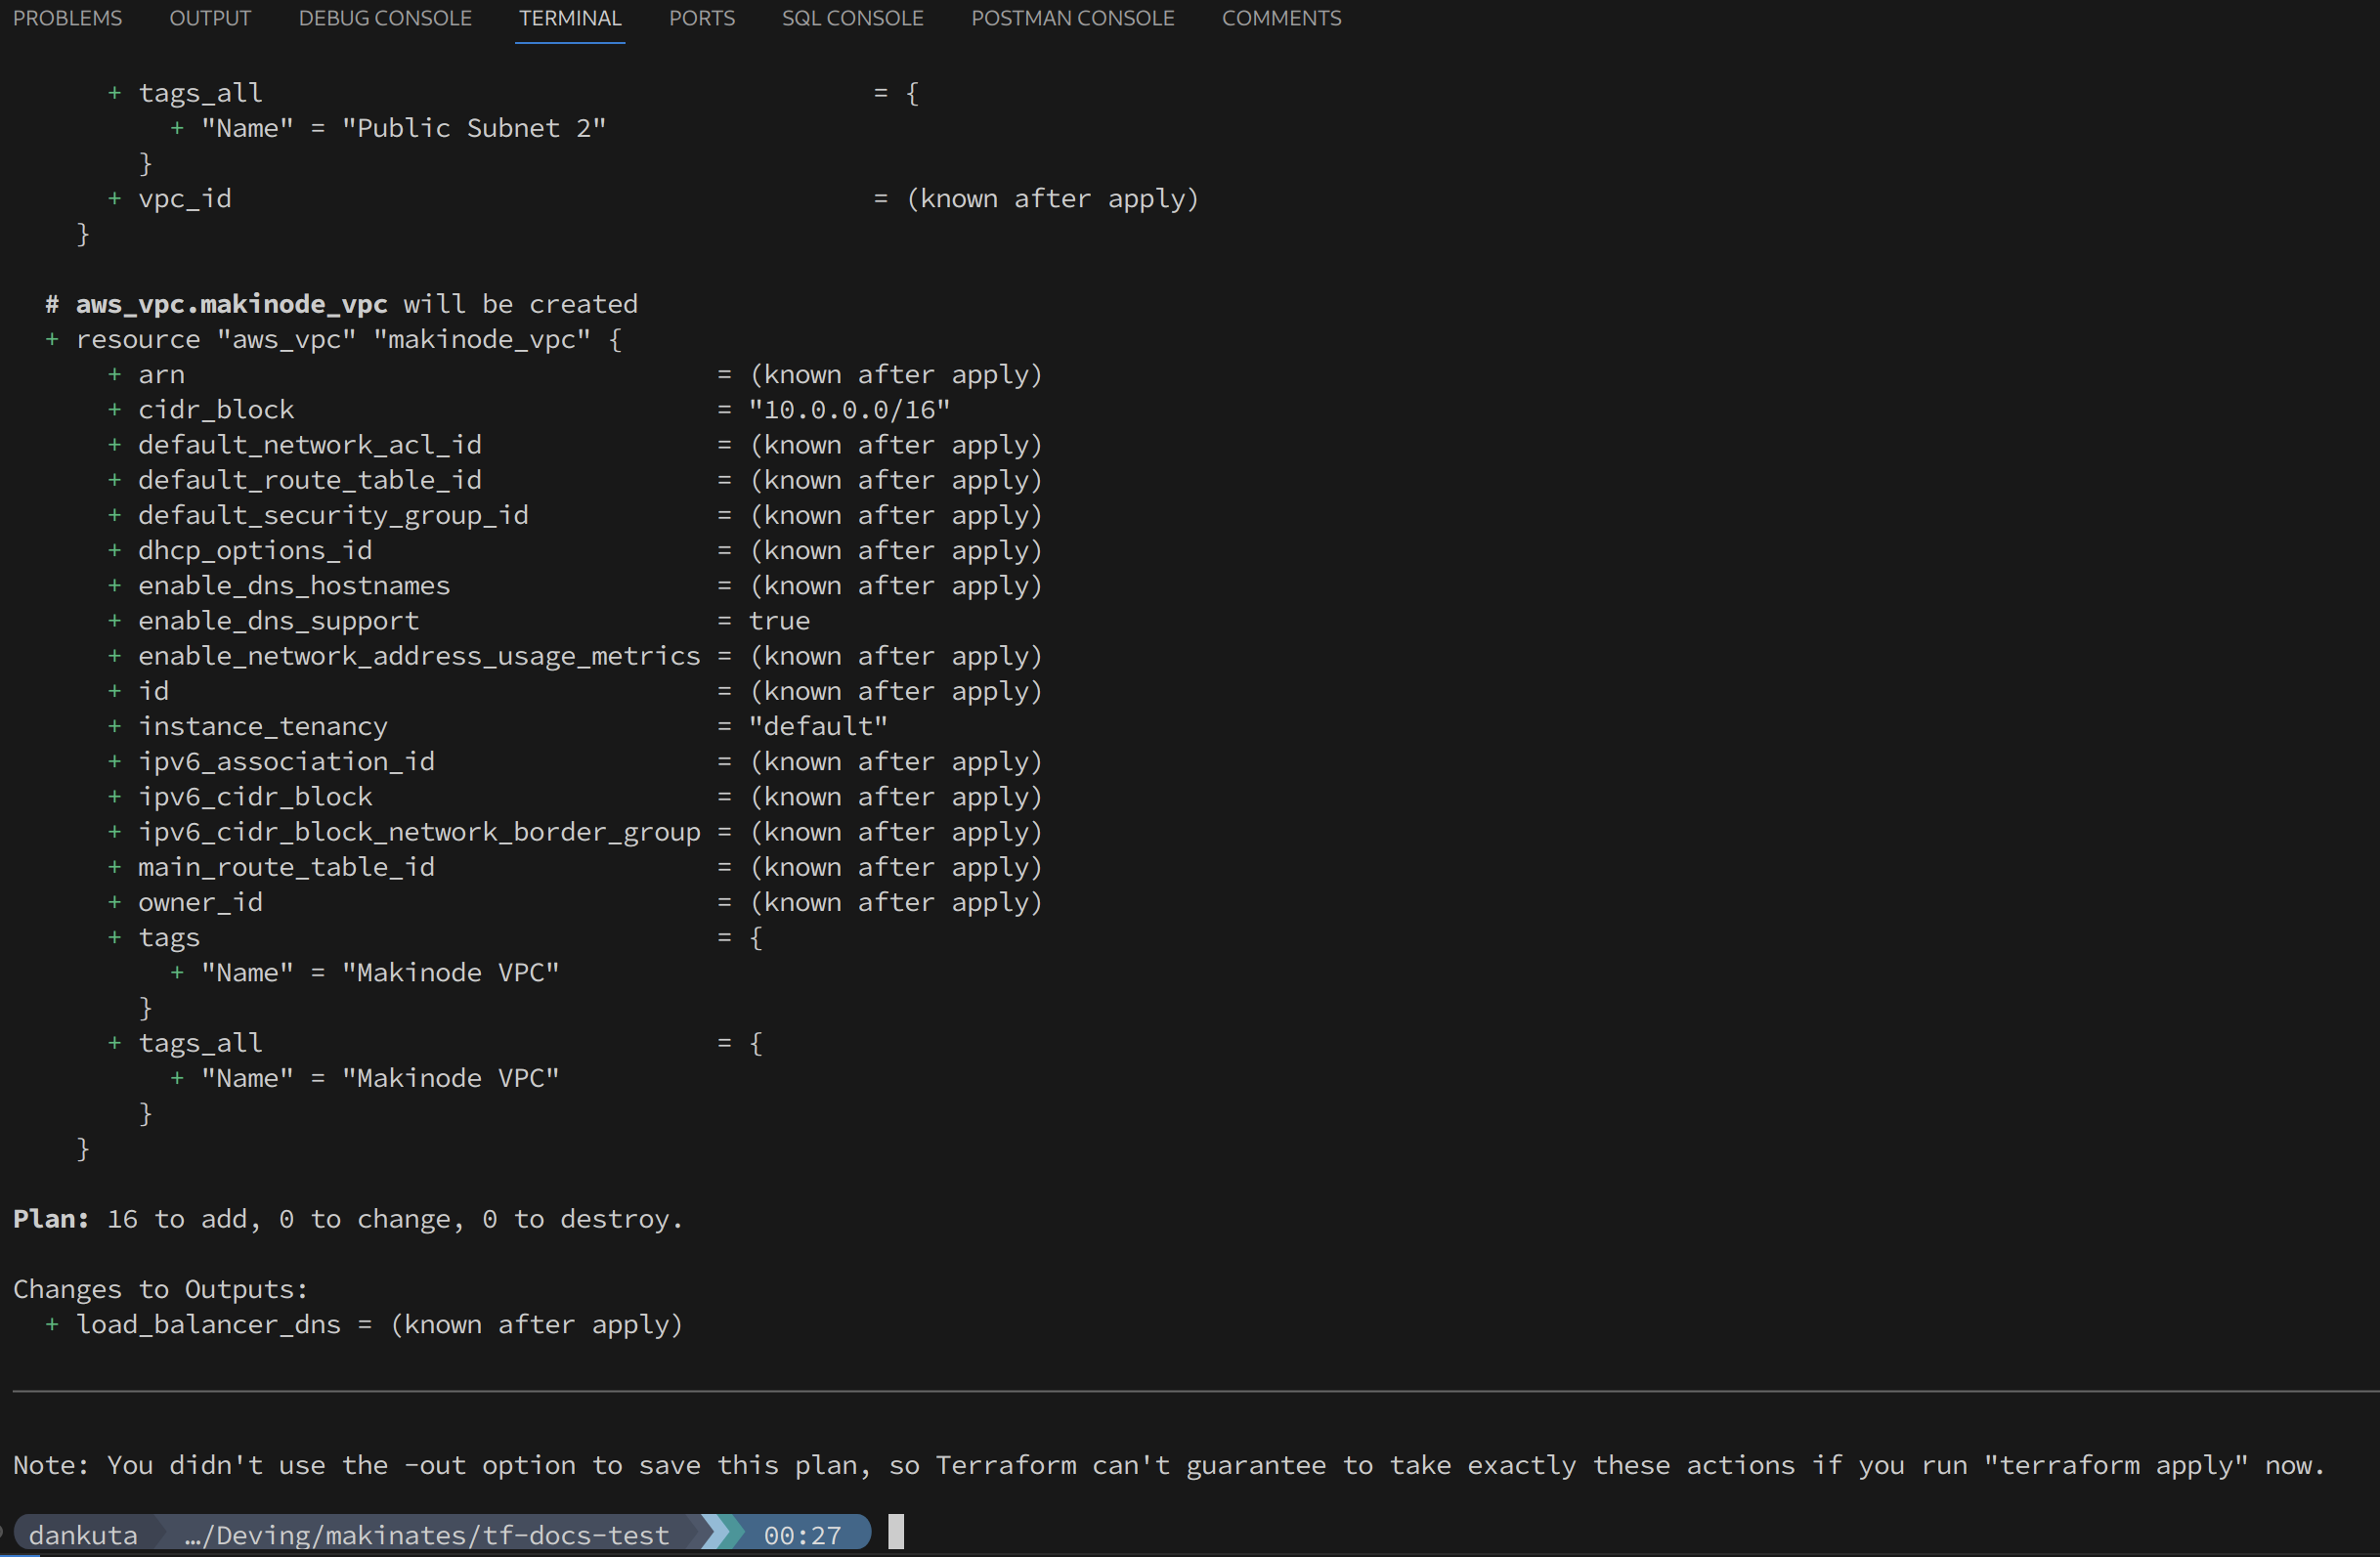 PROBLEMS OUTPUT DEBUG CONSOLE TERMINAL PORTS SQL CONSOLE POSTMAN CONSOLE COMMENTS
+ tags_all = {
+ "Name" = "Public Subnet 2"
}
+ vpc_id = (known after apply)
}
# aws_vpc.makinode_vpc will be created
+ resource "aws_vpc" "makinode_vpc" {
+ arn = (known after apply)
+ cidr_block = "10.0.0.0/16"
+ default_network_acl_id = (known after apply)
+ default_route_table_id = (known after apply)
+ default_security_group_id = (known after apply)
+ dhcp_options_id = (known after apply)
+ enable_dns_hostnames = (known after apply)
+ enable_dns_support = true
+ enable_network_address_usage_metrics = (known after apply)
+ id = (known after apply)
+ instance_tenancy = "default"
+ ipv6_association_id = (known after apply)
+ ipv6_cidr_block = (known after apply)
+ ipv6_cidr_block_network_border_group = (known after apply)
+ main_route_table_id = (known after apply)
+ owner_id = (known after apply)
+ tags = {
+ "Name" = "Makinode VPC"
}
+ tags_all = {
+ "Name" = "Makinode VPC"
}
}
Plan: 16 to add, 0 to change, 0 to destroy.
Changes to Outputs:
+ load_balancer_dns = (known after apply)
Note: You didn't use the -out option to save this plan, so Terraform can't guarantee to take exactly these actions if you run "terraform apply" now.
dankuta …/Deving/makinates/tf-docs-test 00:27